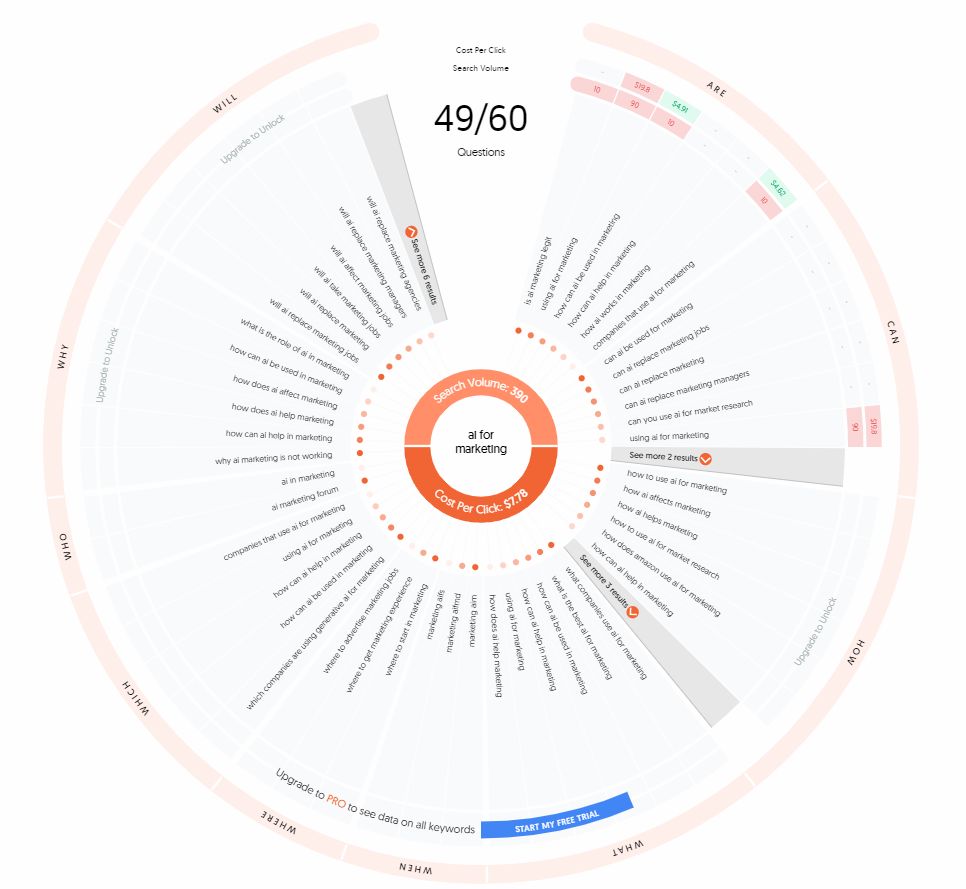 Cost Per Click
Search Volume
49/60
Questions
ARE
10
$19.8
90
$4.91
10
$4.62
10
is ai marketing legit
using ai for marketing
how can ai be used in marketing
how can ai help in marketing
how ai works in marketing
companies that use ai for marketing
CAN
can ai be used for marketing
can ai replace marketing jobs
can ai replace marketing
can ai replace marketing managers
can you use ai for market research
using ai for marketing
$19.8
90
See more 2 results
HOW
Upgrade to Unlock
how to use ai for marketing
how ai affects marketing
how ai helps marketing
how to use ai for market research
how does amazon use ai for marketing
how can ai help in marketing
See more 3 results
WHAT
what companies use ai for marketing
what is the best ai for marketing
how can ai be used in marketing
how can ai help in marketing
using ai for marketing
how does ai help marketing
START MY FREE TRIAL
WHEN
marketing aim
marketing aifmd
marketing aifs
WHERE
where to start in marketing
where to get marketing experience
where to advertise marketing jobs
Upgrade to PRO to see data on all keywords
WHICH
which companies are using generative ai for marketing
how can ai be used in marketing
how can ai help in marketing
using ai for marketing
companies that use ai for marketing
WHO
ai marketing forum
ai in marketing
WHY
Upgrade to Unlock
why ai marketing is not working
how can ai help in marketing
how does ai help marketing
how does ai affect marketing
how can ai be used in marketing
what is the role of ai in marketing
WILL
Upgrade to Unlock
will ai replace marketing jobs
will ai replace marketing
will ai take marketing jobs
will ai affect marketing jobs
will ai replace marketing managers
will ai replace marketing agencies
See more 6 results
Search Volume: 390
ai for
marketing
Cost Per Click: $7.78